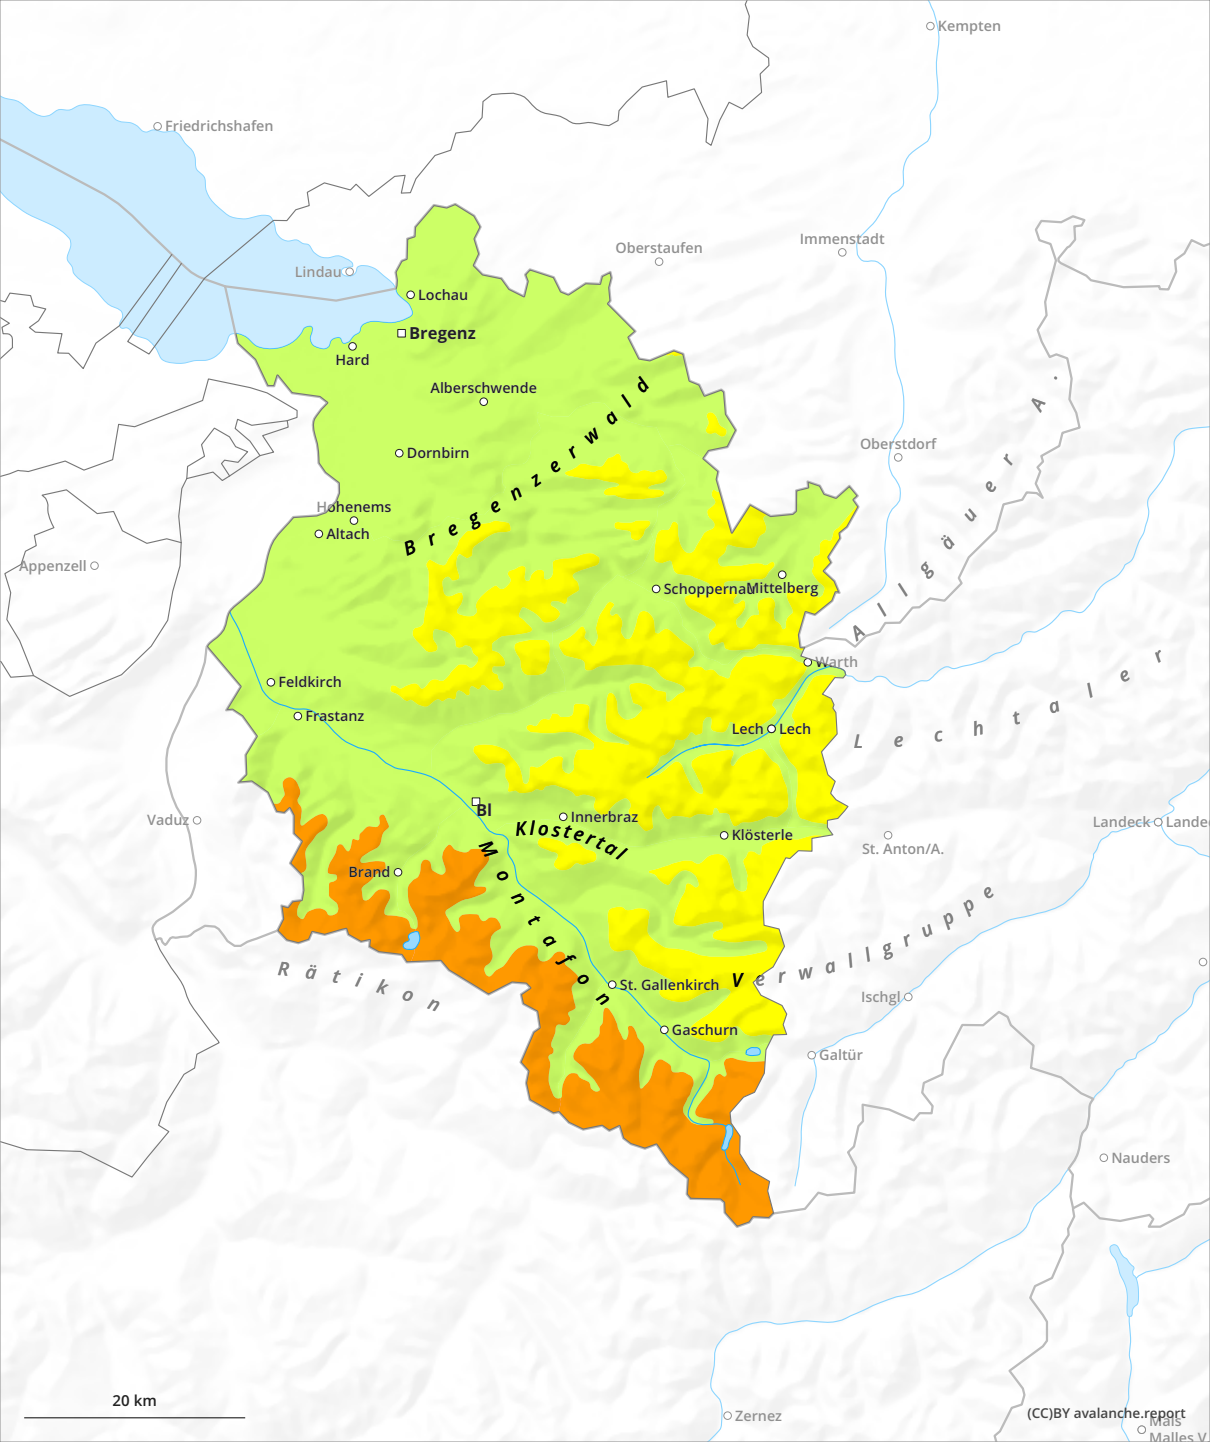 Kempten
Friedrichshafen
Immenstadt
Oberstaufen
Lindau
Lochau
Bregenz
Hard
Alberschwende
Bregenzerwald
Allgäuer A.
Oberstdorf
Dornbirn
Hohenems
Altach
Appenzell
Schoppernau
Mittelberg
Warth
Feldkirch
Frastanz
Lech
Lech
Lechtaler
Bl
Innerbraz
Klostertal
Klösterle
Vaduz
Landeck
St. Anton/A.
Brand
Montafon
Verwallgruppe
Rätikon
St. Gallenkirch
Ischgl
Gaschurn
Galtür
Nauders
20 km
Zernez
(CC)BY avalanche.report
Mals
Malles V